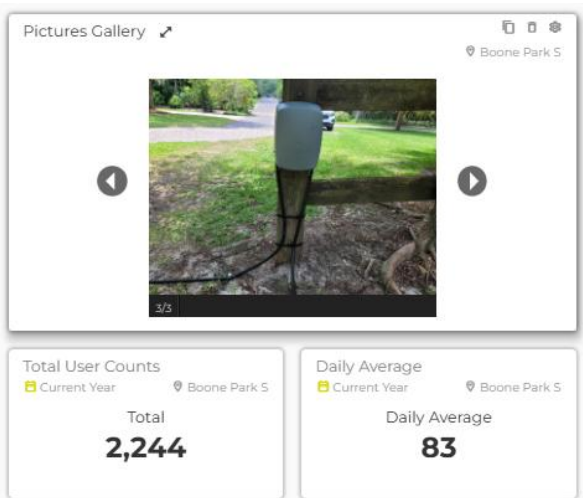 Pictures Gallery
Boone Park S
3/3
Total User Counts
Current Year
Boone Park S
Total
2,244
Daily Average
Current Year
Boone Park S
Daily Average
83